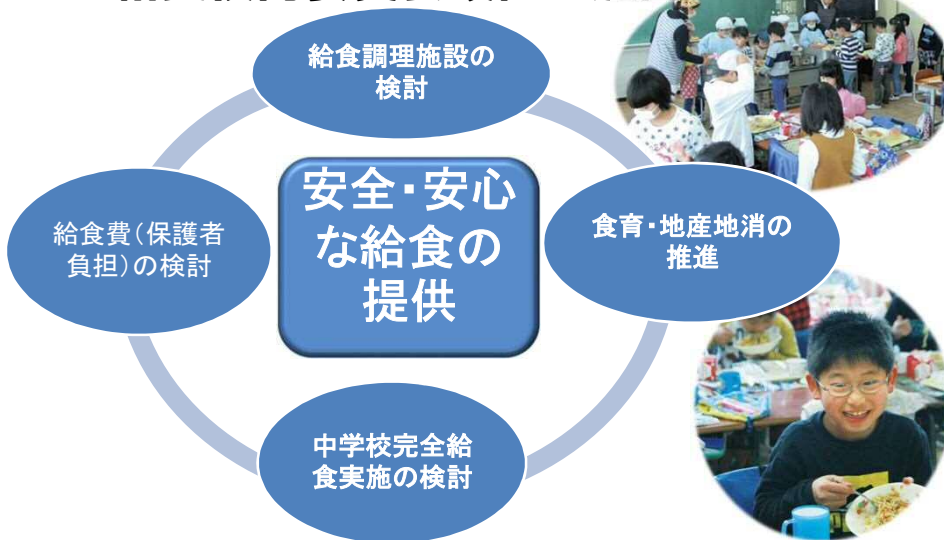 給食調理施設の
検討
安全・安心
な給食の
提供
給食費（保護者
負担）の検討
食育・地産地消の
推進
中学校完全給
食実施の検討